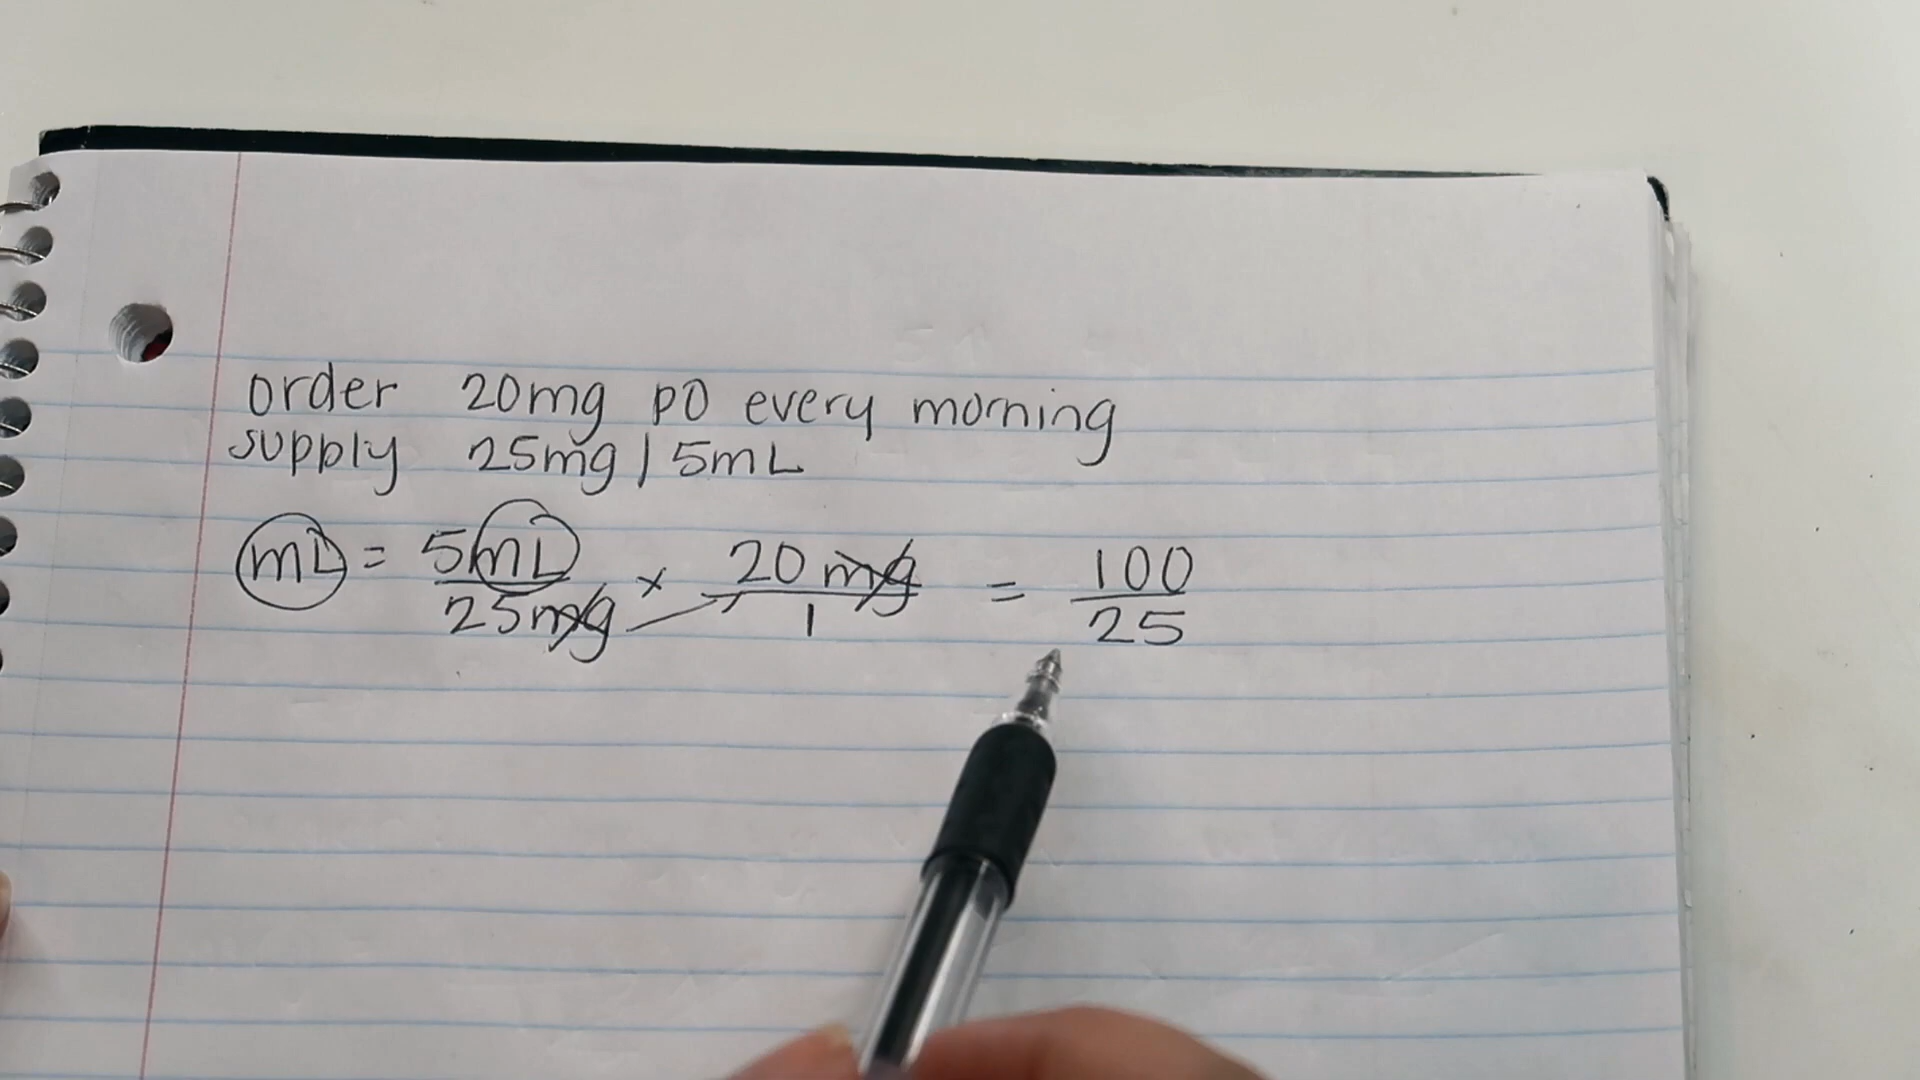 order 20mg po every morning
supply 25mg | 5mL
mL = 5mL / 25mg × 20mg / 1 = 100 / 25